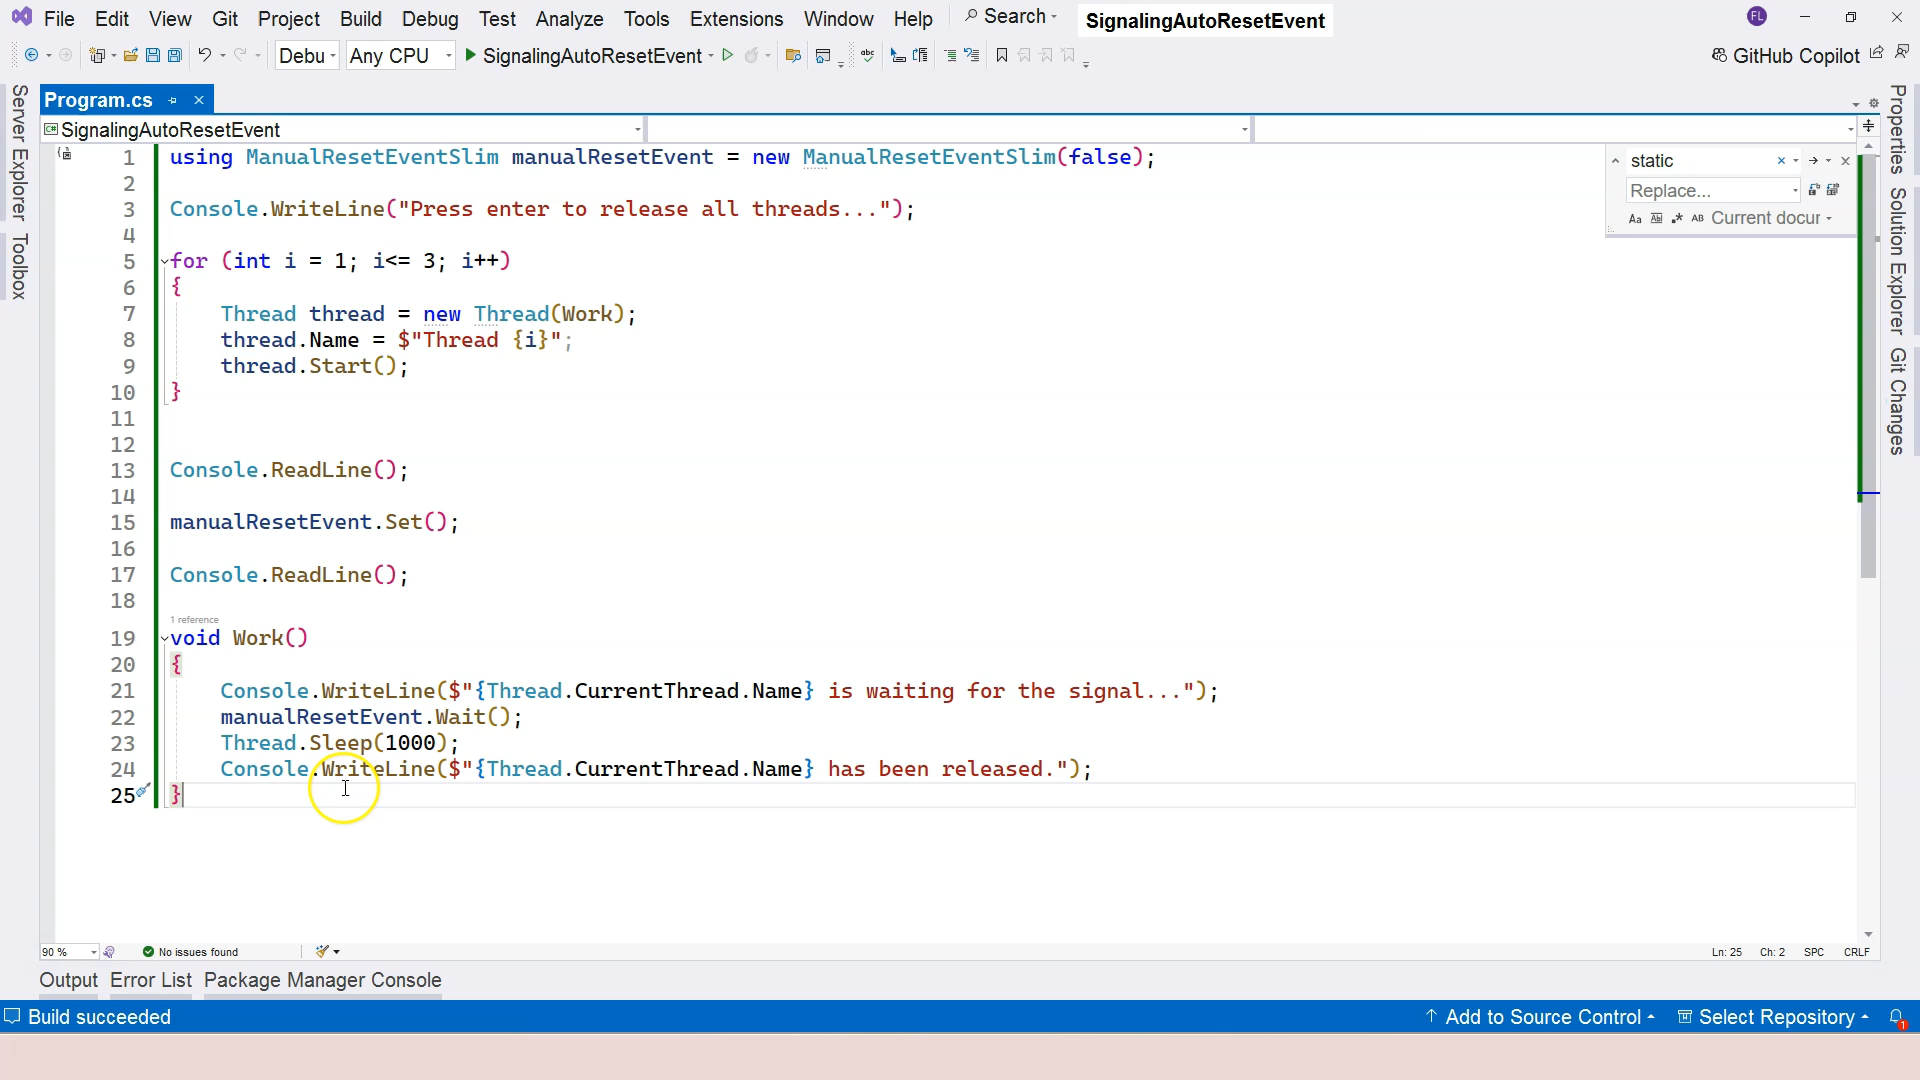 File Edit View Git Project Build Debug Test Analyze Tools Extensions Window Help Search SignalingAutoResetEvent FL
Debu Any CPU SignalingAutoResetEvent abc GitHub Copilot
Server Explorer
Toolbox
Program.cs
C# SignalingAutoResetEvent
1 using ManualResetEventSlim manualResetEvent = new ManualResetEventSlim(false);
2
3 Console.WriteLine("Press enter to release all threads...");
4
5 for (int i = 1; i<= 3; i++)
6 {
7 Thread thread = new Thread(Work);
8 thread.Name = $"Thread {i}";
9 thread.Start();
10 }
11
12
13 Console.ReadLine();
14
15 manualResetEvent.Set();
16
17 Console.ReadLine();
18
1 reference
19 void Work()
20 {
21 Console.WriteLine($"{Thread.CurrentThread.Name} is waiting for the signal...");
22 manualResetEvent.Wait();
23 Thread.Sleep(1000);
24 Console.WriteLine($"{Thread.CurrentThread.Name} has been released.");
25 }
static
Replace...
Aa Ab .* AB Current docur
Properties
Solution Explorer
Git Changes
90 % No issues found Ln: 25 Ch: 2 SPC CRLF
Output Error List Package Manager Console
Build succeeded Add to Source Control Select Repository 1